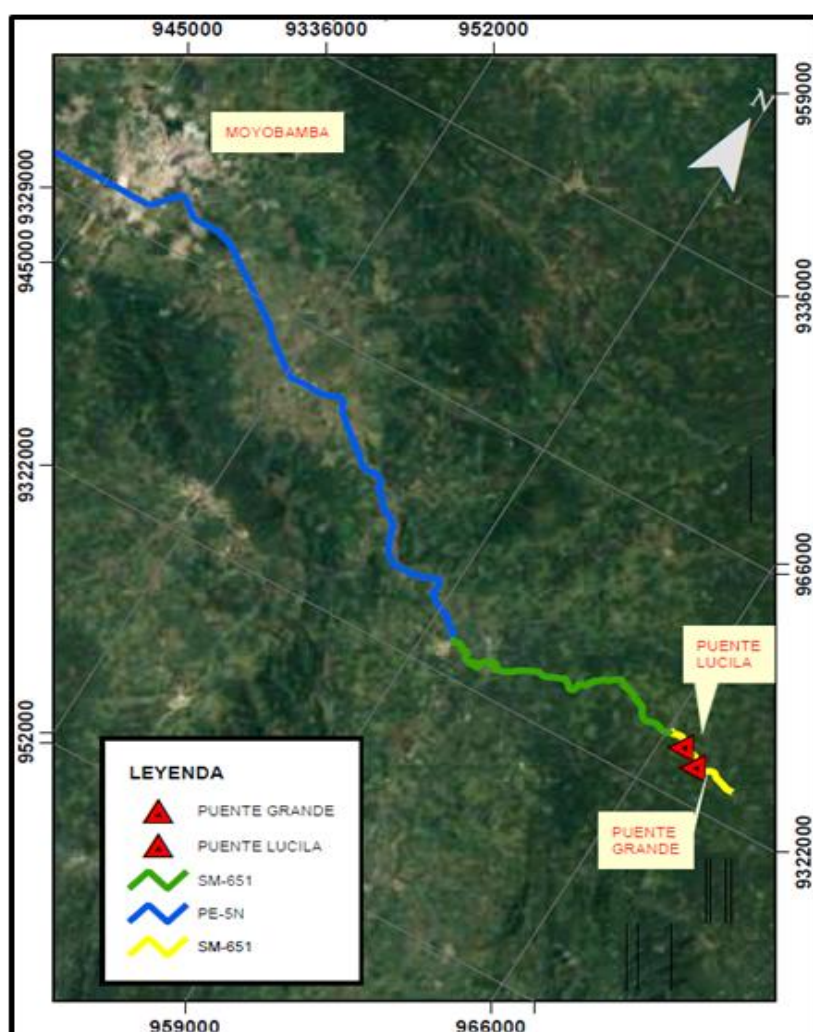 945000
9336000
952000
959000
N
MOYOBAMBA
9329000
945000
9336000
9322000
966000
PUENTE
LUCILA
952000
LEYENDA
PUENTE GRANDE
PUENTE LUCILA
SM-651
PE-5N
SM-651
PUENTE
GRANDE
9322000
959000
966000